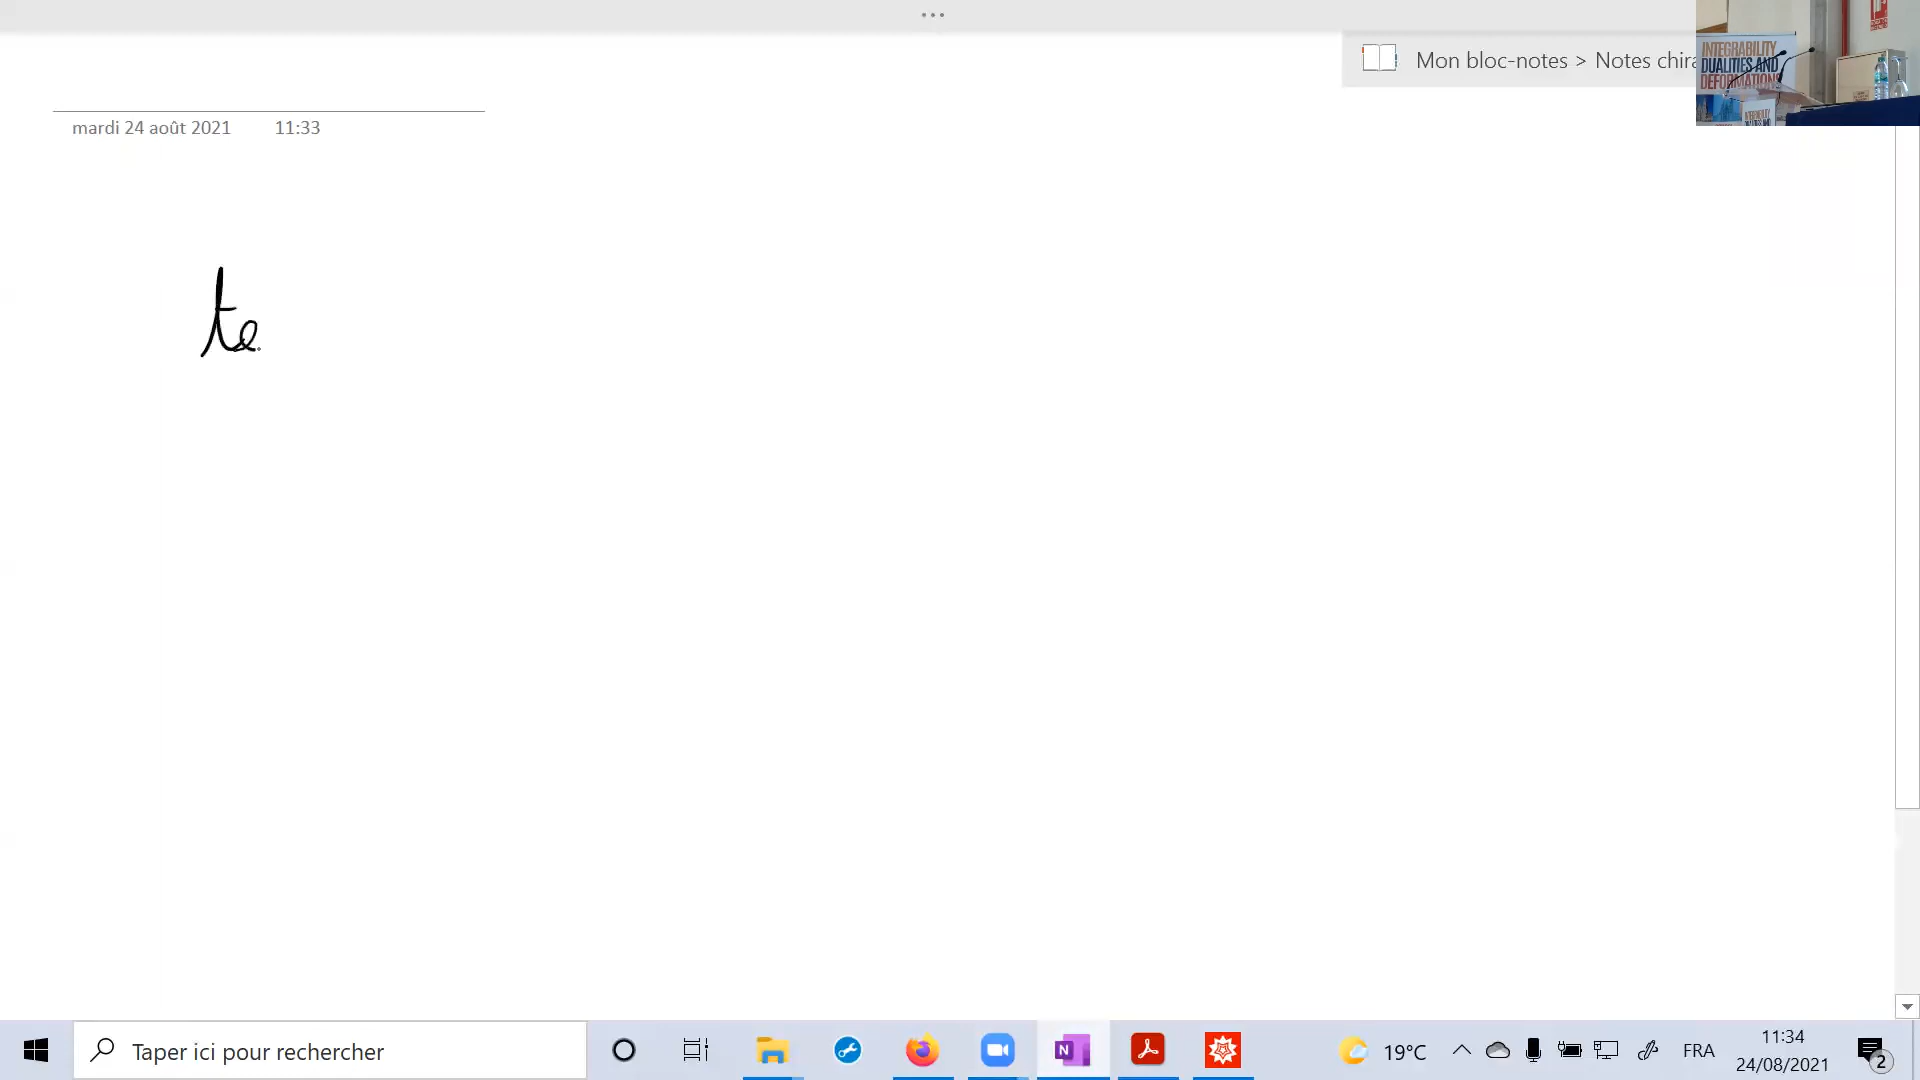 Mon bloc-notes > Notes chira
INTEGRABILITY
DUALITIES AND
DEFORMATIONS
mardi 24 août 2021 11:33
te
Taper ici pour rechercher
N
19°C
FRA
11:34
24/08/2021
2